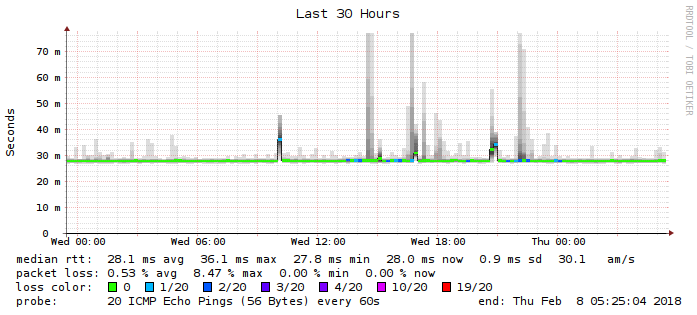 Last 30 Hours
RRDTOOL / TOBI OETIKER
Seconds
70 m
60 m
50 m
40 m
30 m
20 m
10 m
0
Wed 00:00 Wed 06:00 Wed 12:00 Wed 18:00 Thu 00:00
median rtt: 28.1 ms avg 36.1 ms max 27.8 ms min 28.0 ms now 0.9 ms sd 30.1 am/s
packet loss: 0.53 % avg 8.47 % max 0.00 % min 0.00 % now
loss color: 0 1/20 2/20 3/20 4/20 10/20 19/20
probe: 20 ICMP Echo Pings (56 Bytes) every 60s end: Thu Feb 8 05:25:04 2018